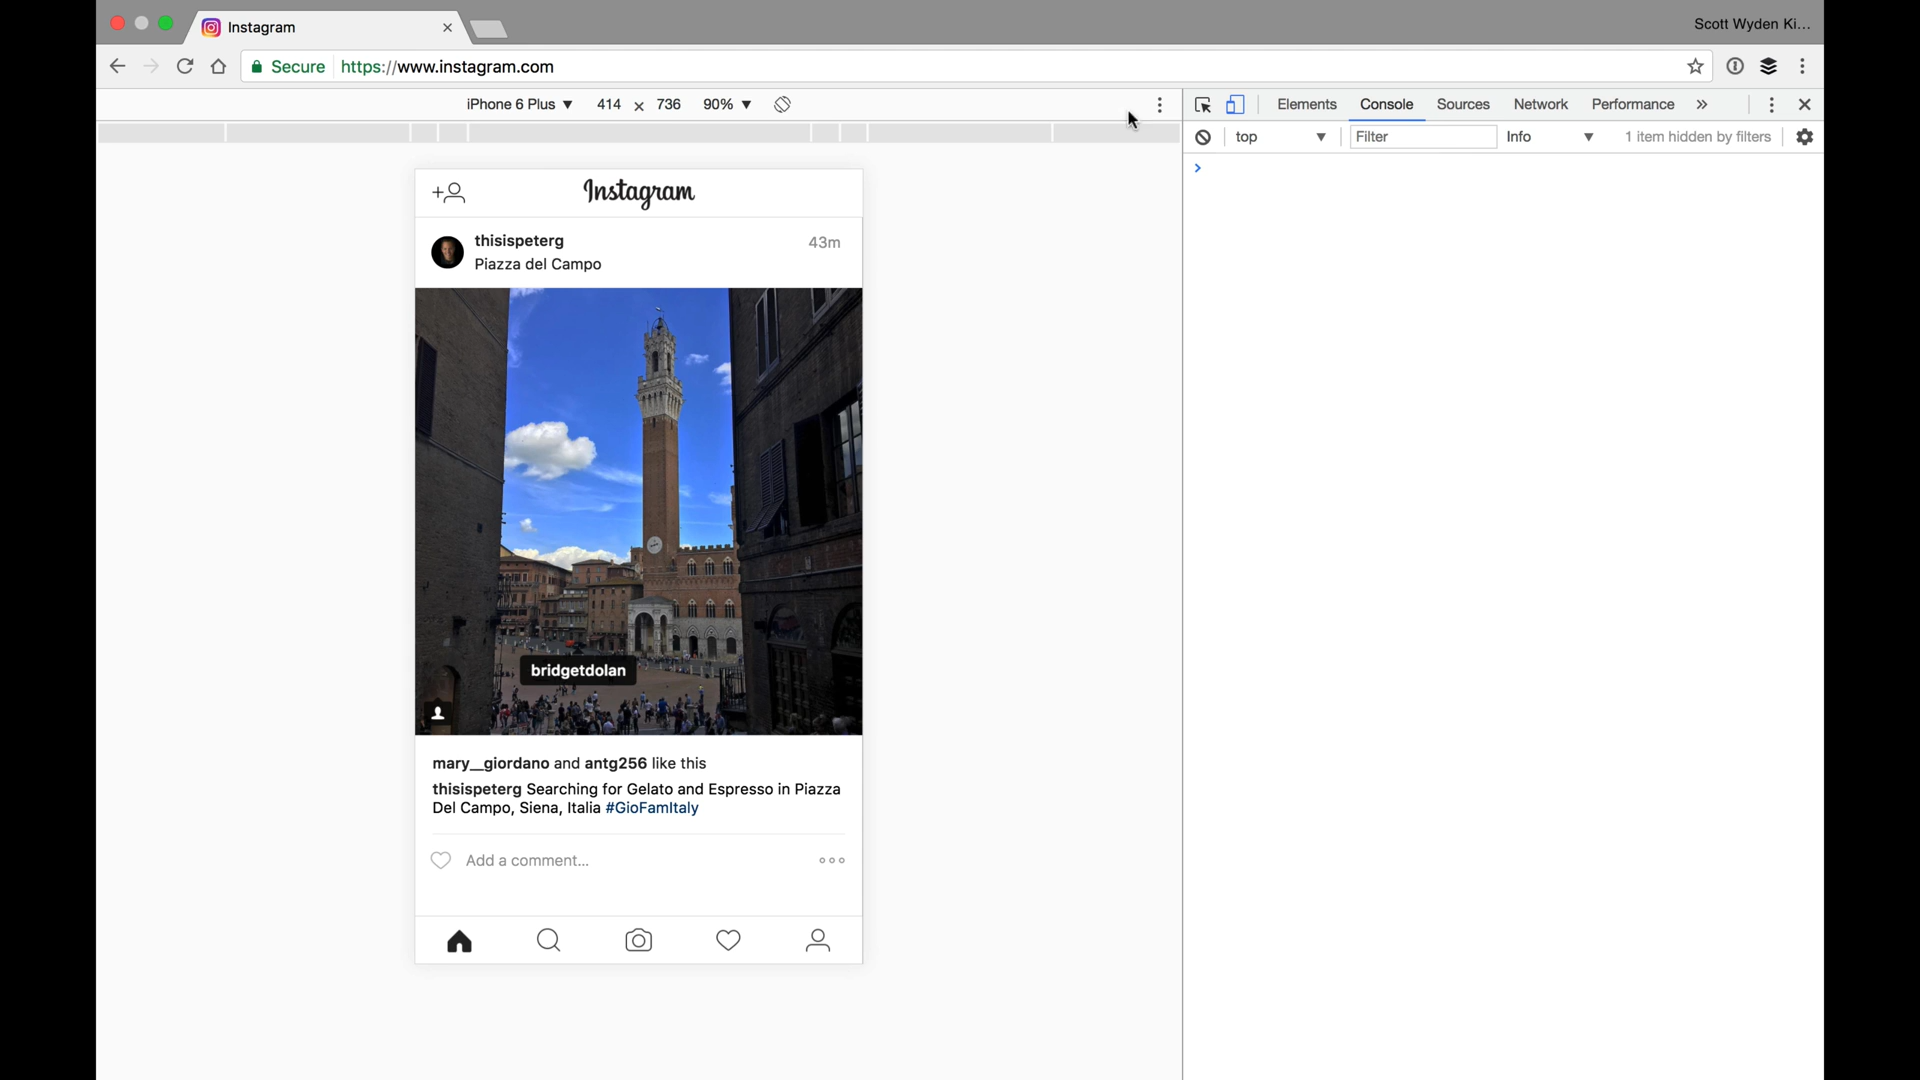 Instagram
Scott Wyden Ki...
Secure https://www.instagram.com
iPhone 6 Plus 414 x 736 90%
Elements Console Sources Network Performance »
top Filter Info 1 item hidden by filters
Instagram
thisispeterg 43m
Piazza del Campo
bridgetdolan
mary__giordano and antg256 like this
thisispeterg Searching for Gelato and Espresso in Piazza
Del Campo, Siena, Italia #GioFamItaly
Add a comment...